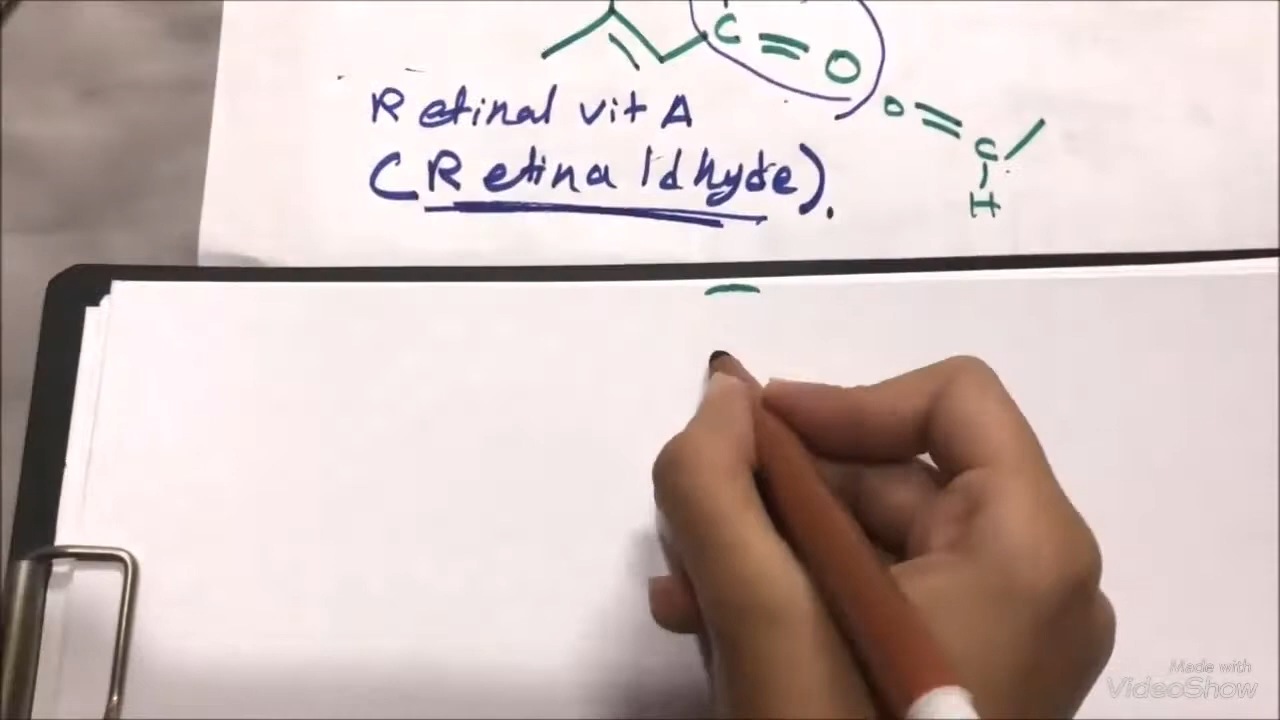 C = O
O = C
H
Retinal vit A
(Retinaldhyde).
Made with
VideoShow